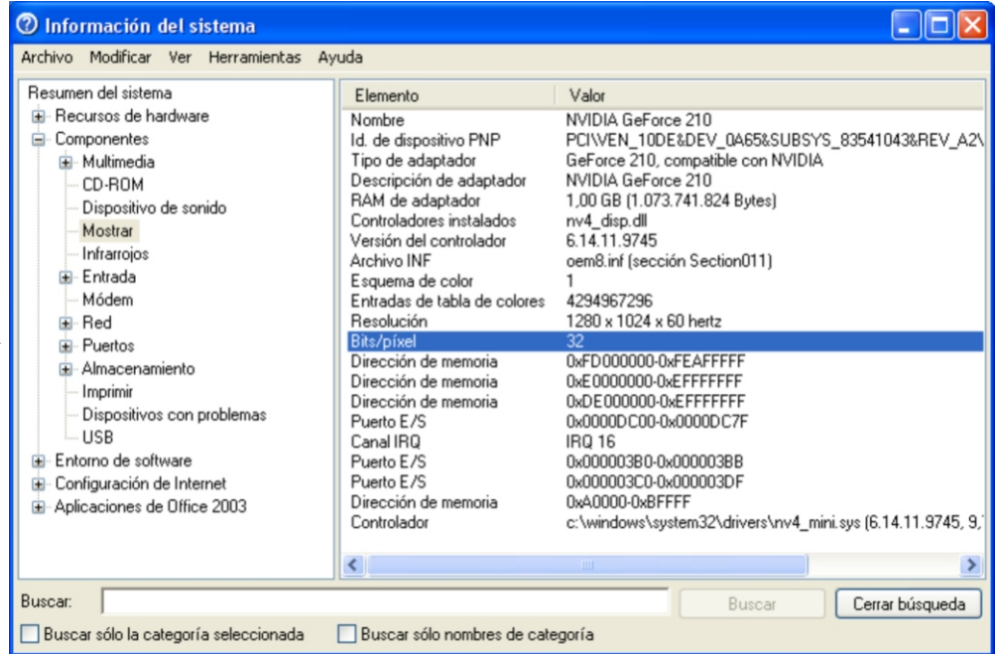 Información del sistema
Archivo Modificar Ver Herramientas Ayuda
Resumen del sistema
Recursos de hardware
Componentes
Multimedia
CD-ROM
Dispositivo de sonido
Mostrar
Infrarrojos
Entrada
Módem
Red
Puertos
Almacenamiento
Imprimir
Dispositivos con problemas
USB
Entorno de software
Configuración de Internet
Aplicaciones de Office 2003
Elemento Valor
Nombre NVIDIA GeForce 210
Id. de dispositivo PNP PCI\VEN_10DE&DEV_0A65&SUBSYS_83541043&REV_A2\
Tipo de adaptador GeForce 210, compatible con NVIDIA
Descripción de adaptador NVIDIA GeForce 210
RAM de adaptador 1,00 GB (1.073.741.824 Bytes)
Controladores instalados nv4_disp.dll
Versión del controlador 6.14.11.9745
Archivo INF oem8.inf (sección Section011)
Esquema de color 1
Entradas de tabla de colores 4294967296
Resolución 1280 x 1024 x 60 hertz
Bits/píxel 32
Dirección de memoria 0xFD000000-0xFEAFFFFF
Dirección de memoria 0xE0000000-0xEFFFFFFF
Dirección de memoria 0xDE000000-0xEFFFFFFF
Puerto E/S 0x0000DC00-0x0000DC7F
Canal IRQ IRQ 16
Puerto E/S 0x000003B0-0x000003BB
Puerto E/S 0x000003C0-0x000003DF
Dirección de memoria 0xA0000-0xBFFFF
Controlador c:\windows\system32\drivers\nv4_mini.sys (6.14.11.9745, 9,
Buscar: Buscar Cerrar búsqueda
Buscar sólo la categoría seleccionada Buscar sólo nombres de categoría